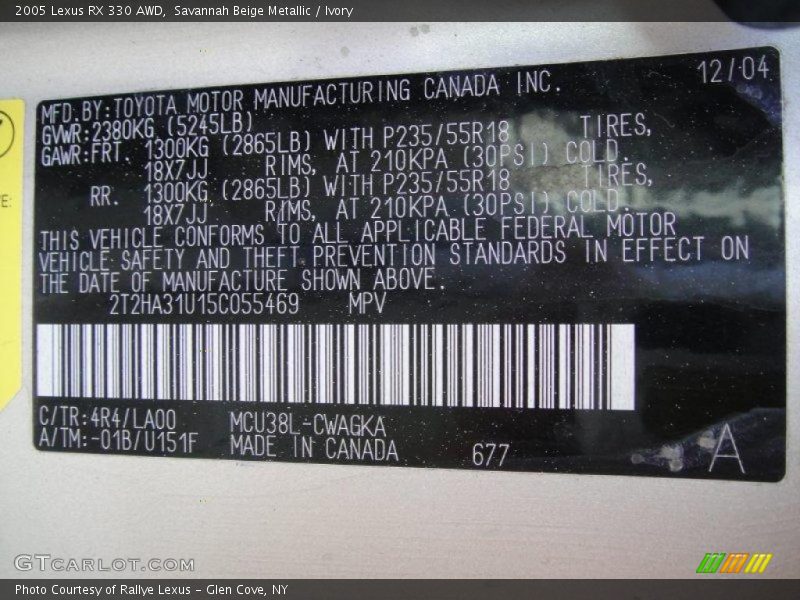 2005 Lexus RX 330 AWD,  Savannah Beige Metallic / Ivory
12/04
MFD.BY:TOYOTA MOTOR MANUFACTURING CANADA INC.
GVWR:2380KG (5245LB)
GAWR:FRT. 1300KG (2865LB) WITH P235/55R18 TIRES,
18X7JJ RIMS, AT 210KPA (30PSI) COLD.
RR. 1300KG (2865LB) WITH P235/55R18 TIRES,
18X7JJ RIMS, AT 210KPA (30PSI) COLD.
THIS VEHICLE CONFORMS TO ALL APPLICABLE FEDERAL MOTOR
VEHICLE SAFETY AND THEFT PREVENTION STANDARDS IN EFFECT ON
THE DATE OF MANUFACTURE SHOWN ABOVE.
2T2HA31U15C055469 MPV
C/TR:4R4/LA00 MCU38L-CWAGKA
A/TM:-01B/U151F MADE IN CANADA 677 A
E:
GTCARLOT.COM
Photo Courtesy of Rallye Lexus – Glen Cove, NY